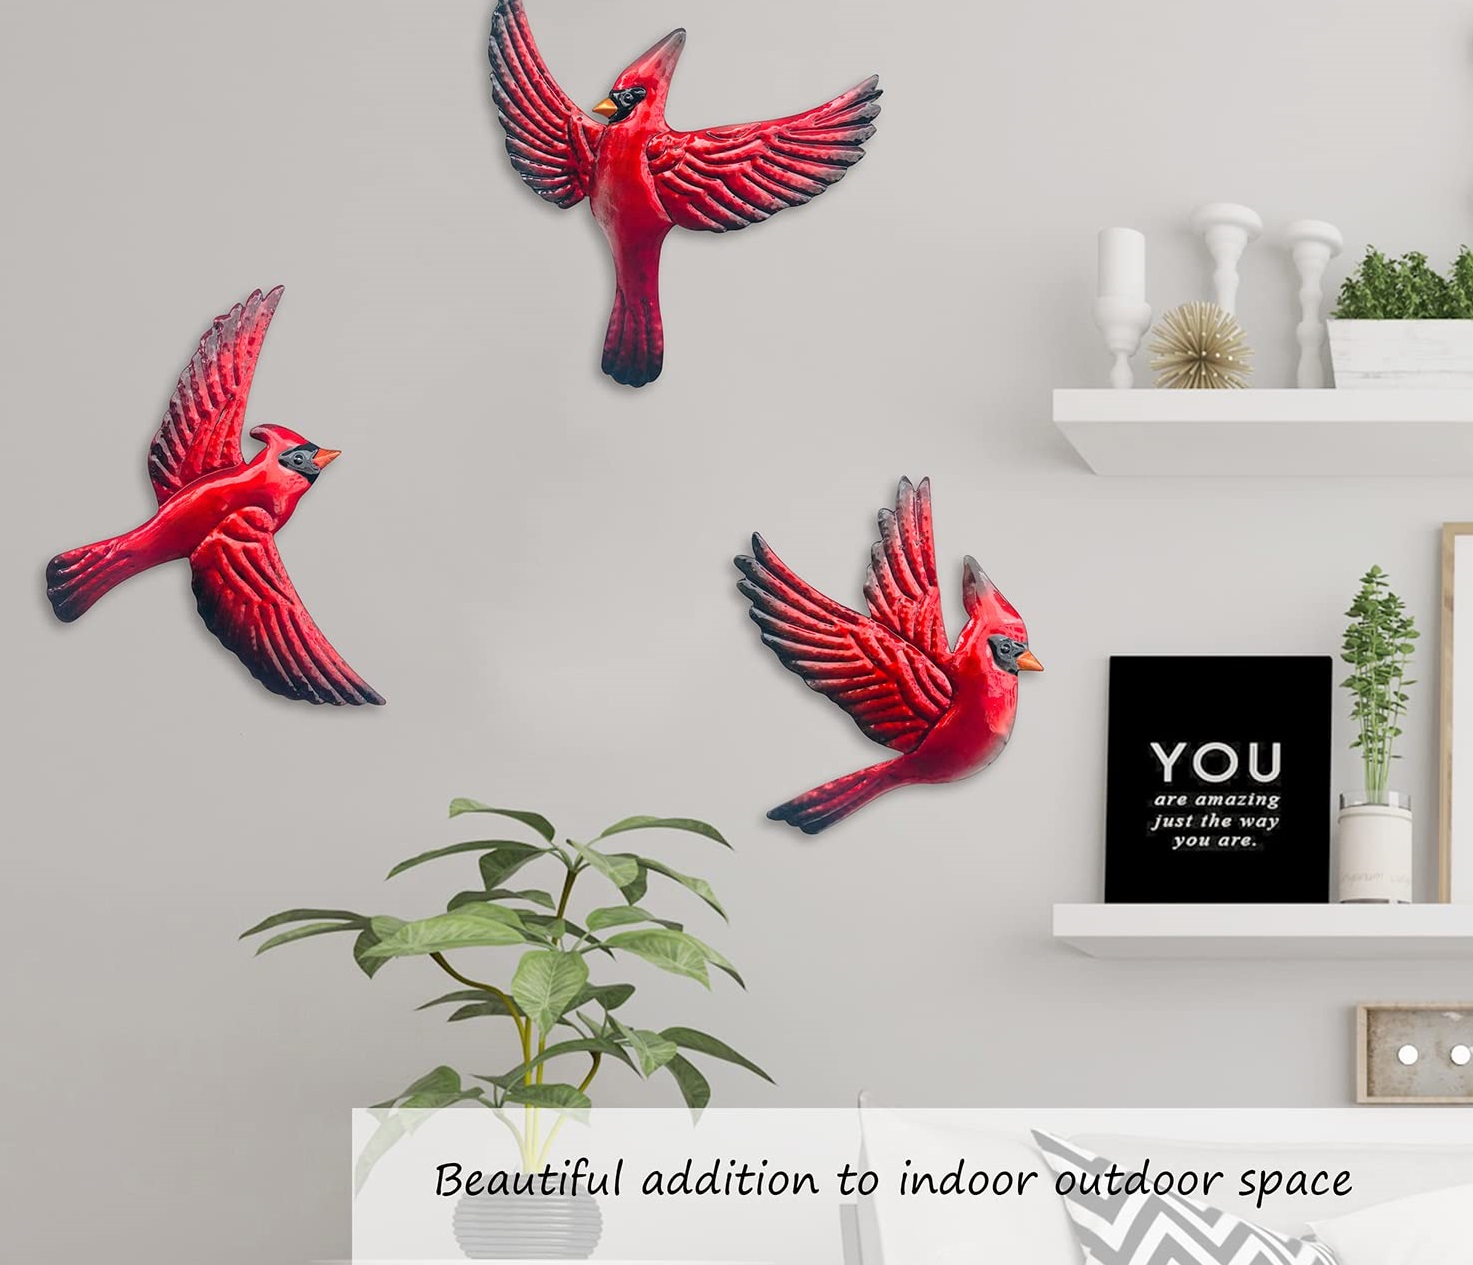 YOU
are amazing
just the way
you are.
Beautiful addition to indoor outdoor space